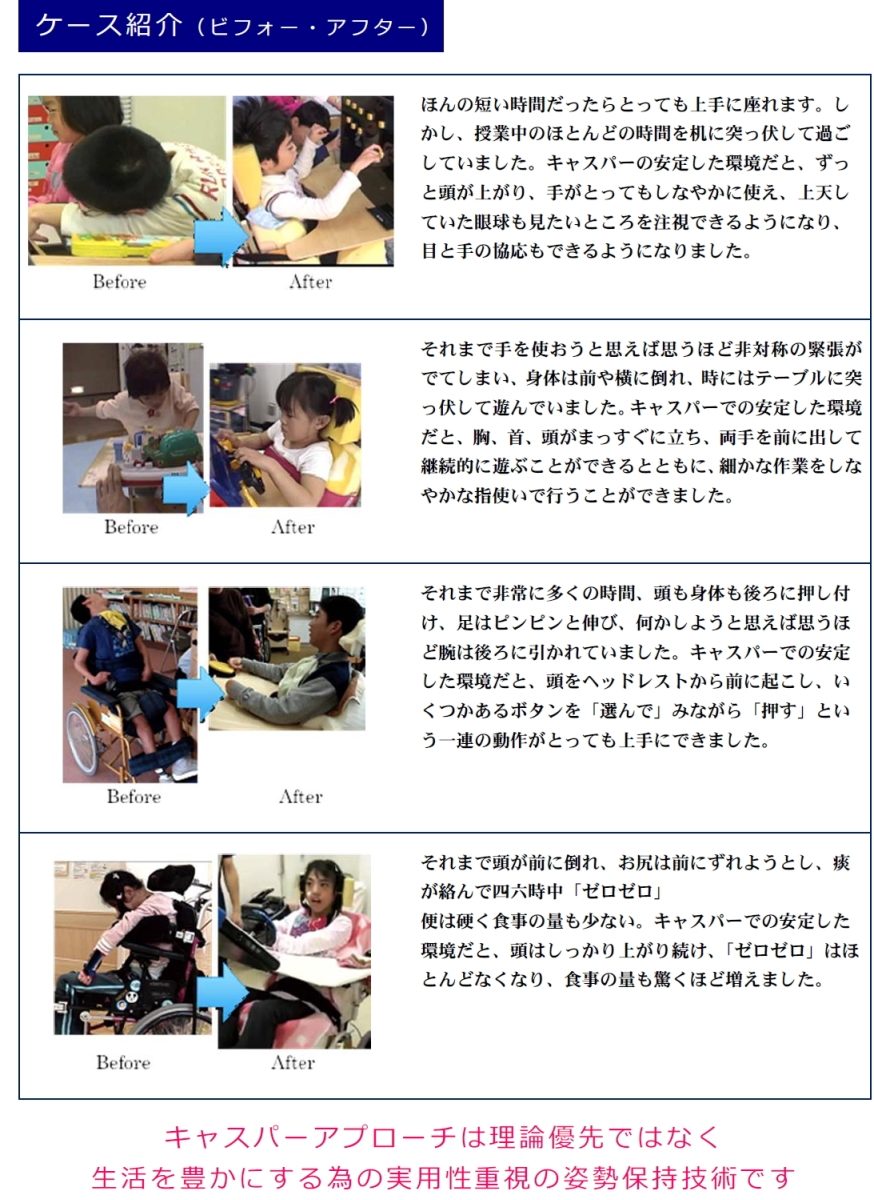 ケース紹介（ビフォー・アフター）
ほんの短い時間だったらとっても上手に座れます。し
かし、授業中のほとんどの時間を机に突っ伏して過ご
していました。キャスパーの安定した環境だと、ずっ
と頭が上がり、手がとってもしなやかに使え、上天し
ていた眼球も見たいところを注視できるようになり、
目と手の協応もできるようになりました。
Before
After
それまで手を使おうと思えば思うほど非対称の緊張が
でてしまい、身体は前や横に倒れ、時にはテーブルに突
っ伏して遊んでいました。キャスパーでの安定した環境
だと、胸、首、頭がまっすぐに立ち、両手を前に出して
継続的に遊ぶことができるとともに、細かな作業をしな
やかな指使いで行うことができました。
Before
After
それまで非常に多くの時間、頭も身体も後ろに押し付
け、足はピンピンと伸び、何かしようと思えば思うほ
ど腕は後ろに引かれていました。キャスパーでの安定
した環境だと、頭をヘッドレストから前に起こし、い
くつかあるボタンを「選んで」みながら「押す」とい
う一連の動作がとっても上手にできました。
Before
After
それまで頭が前に倒れ、お尻は前にずれようとし、痰
が絡んで四六時中「ゼロゼロ」
便は硬く食事の量も少ない。キャスパーでの安定した
環境だと、頭はしっかり上がり続け、「ゼロゼロ」はほ
とんどなくなり、食事の量も驚くほど増えました。
Before
After
キャスパーアプローチは理論優先ではなく
生活を豊かにする為の実用性重視の姿勢保持技術です